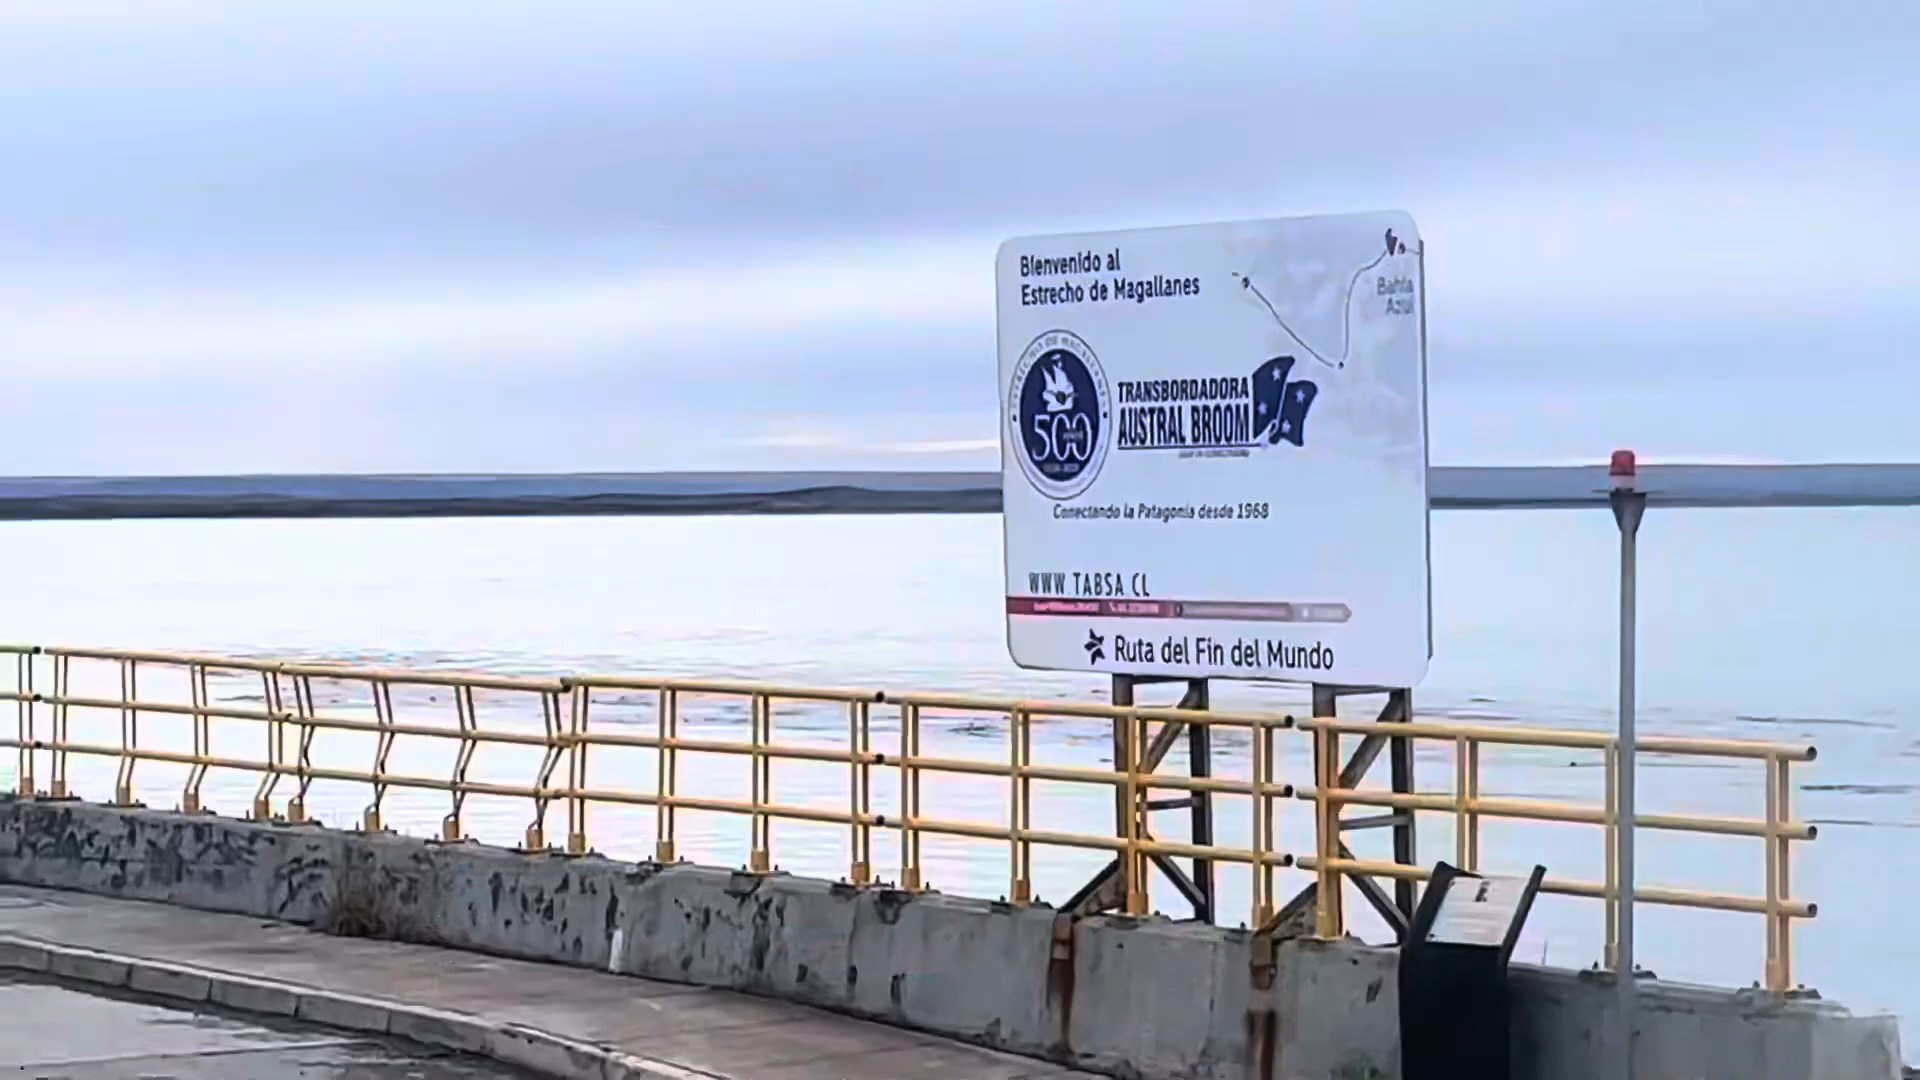 Bienvenido al
Estrecho de Magallanes
Bahía
Azul
500
TRANSBORDADORA
AUSTRAL BROOM
Conectando la Patagonia desde 1968
WWW.TABSA.CL
Ruta del Fin del Mundo